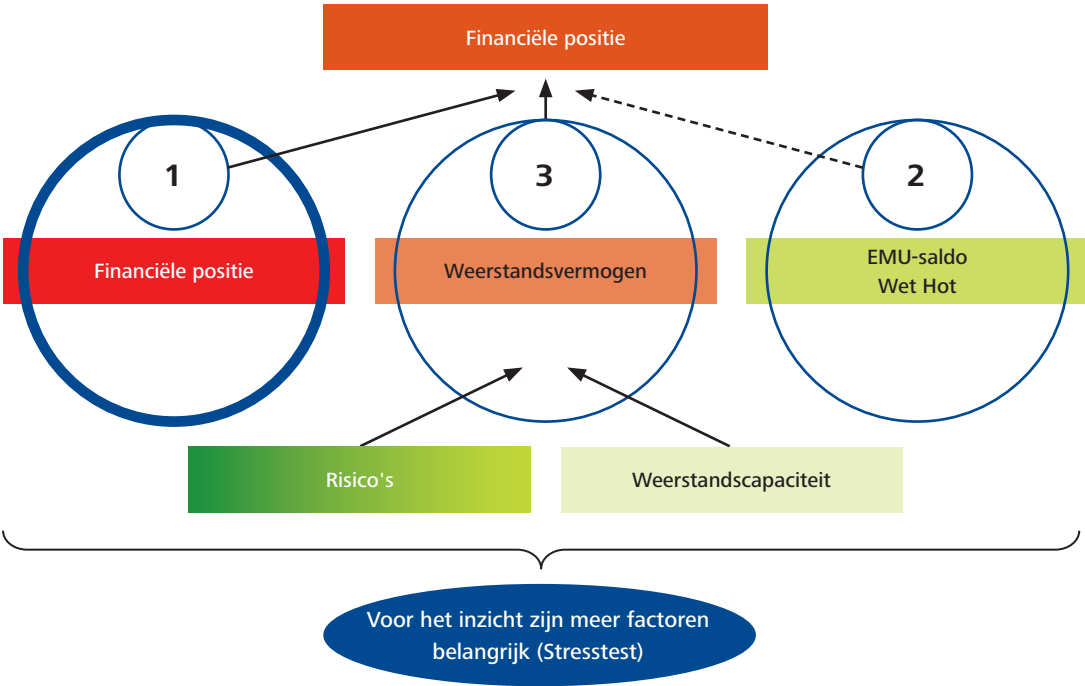 Financiële positie
1
3
2
Financiële positie
Weerstandsvermogen
EMU-saldo
Wet Hot
Risico's
Weerstandscapaciteit
Voor het inzicht zijn meer factoren
belangrijk (Stresstest)